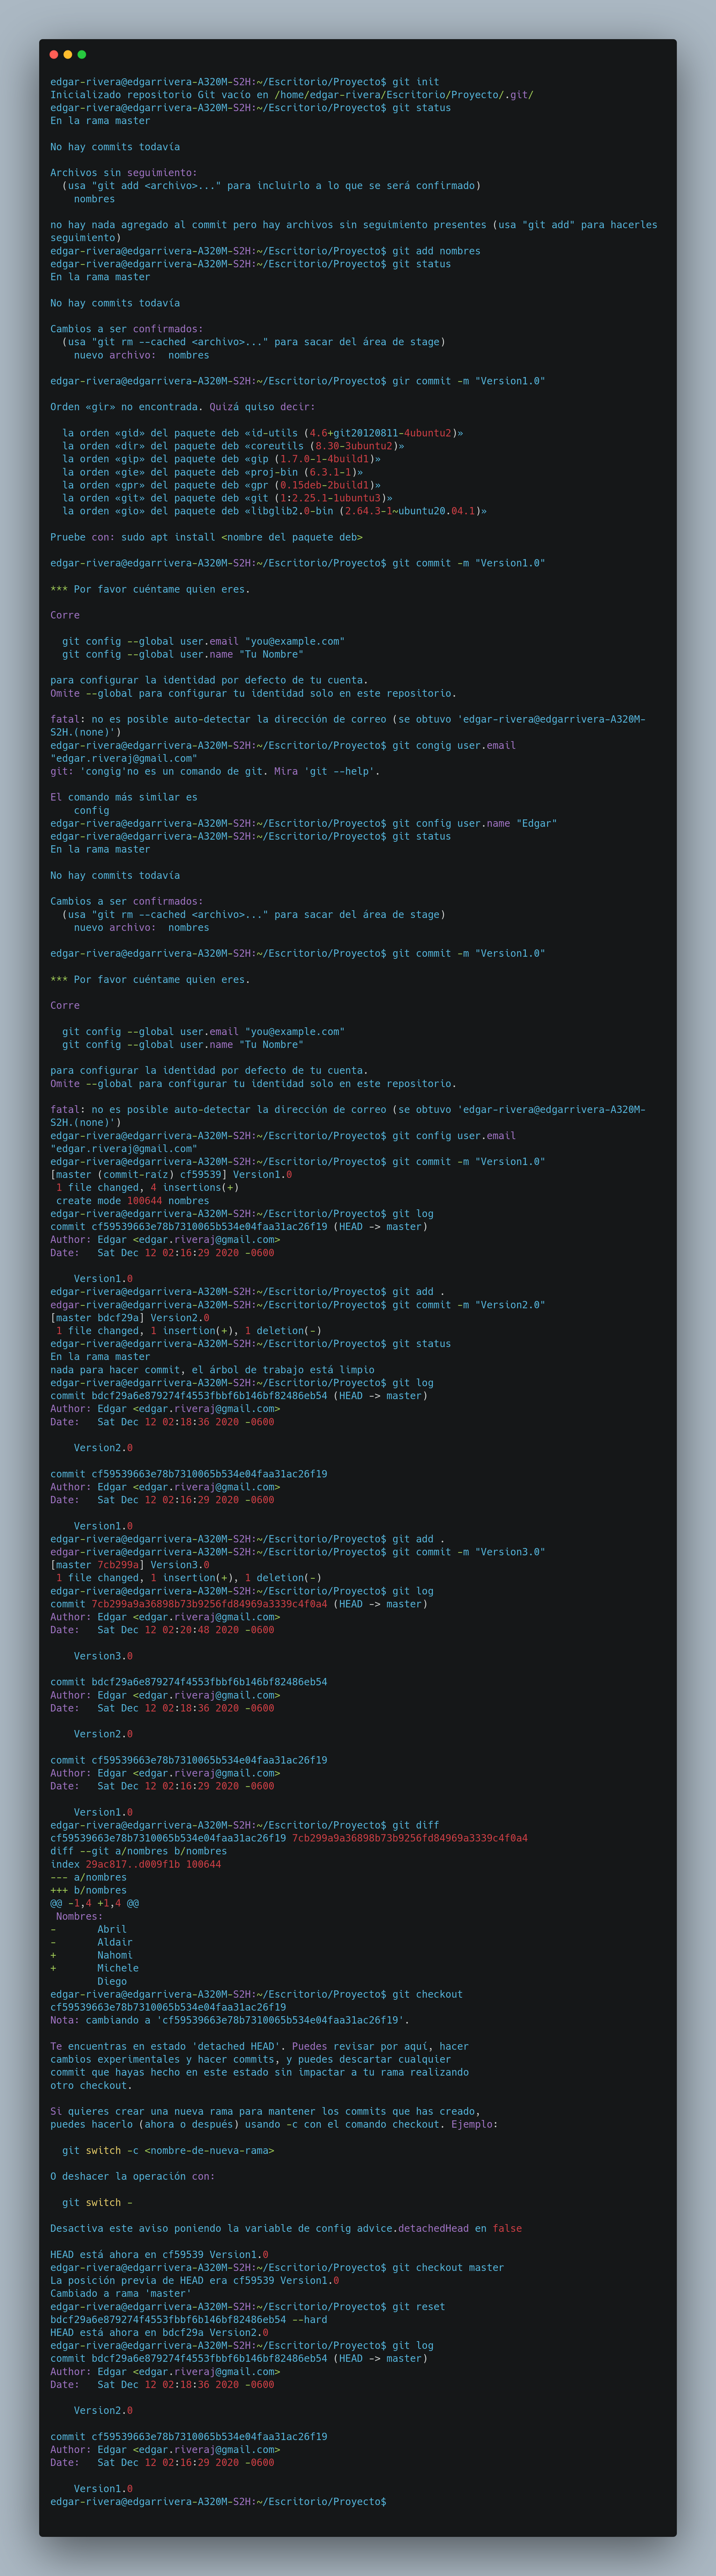 edgar-rivera@edgarrivera-A320M-S2H:~/Escritorio/Proyecto$ git init
Inicializado repositorio Git vacío en /home/edgar-rivera/Escritorio/Proyecto/.git/
edgar-rivera@edgarrivera-A320M-S2H:~/Escritorio/Proyecto$ git status
En la rama master

No hay commits todavía

Archivos sin seguimiento:
  (usa "git add <archivo>..." para incluirlo a lo que se será confirmado)
    nombres

no hay nada agregado al commit pero hay archivos sin seguimiento presentes (usa "git add" para hacerles
seguimiento)
edgar-rivera@edgarrivera-A320M-S2H:~/Escritorio/Proyecto$ git add nombres
edgar-rivera@edgarrivera-A320M-S2H:~/Escritorio/Proyecto$ git status
En la rama master

No hay commits todavía

Cambios a ser confirmados:
  (usa "git rm --cached <archivo>..." para sacar del área de stage)
    nuevo archivo:  nombres

edgar-rivera@edgarrivera-A320M-S2H:~/Escritorio/Proyecto$ gir commit -m "Version1.0"

Orden «gir» no encontrada. Quizá quiso decir:

  la orden «gid» del paquete deb «id-utils (4.6+git20120811-4ubuntu2)»
  la orden «dir» del paquete deb «coreutils (8.30-3ubuntu2)»
  la orden «gip» del paquete deb «gip (1.7.0-1-4build1)»
  la orden «gie» del paquete deb «proj-bin (6.3.1-1)»
  la orden «gpr» del paquete deb «gpr (0.15deb-2build1)»
  la orden «git» del paquete deb «git (1:2.25.1-1ubuntu3)»
  la orden «gio» del paquete deb «libglib2.0-bin (2.64.3-1~ubuntu20.04.1)»

Pruebe con: sudo apt install <nombre del paquete deb>

edgar-rivera@edgarrivera-A320M-S2H:~/Escritorio/Proyecto$ git commit -m "Version1.0"

*** Por favor cuéntame quien eres.

Corre

  git config --global user.email "you@example.com"
  git config --global user.name "Tu Nombre"

para configurar la identidad por defecto de tu cuenta.
Omite --global para configurar tu identidad solo en este repositorio.

fatal: no es posible auto-detectar la dirección de correo (se obtuvo 'edgar-rivera@edgarrivera-A320M-
S2H.(none)')
edgar-rivera@edgarrivera-A320M-S2H:~/Escritorio/Proyecto$ git congig user.email
"edgar.riveraj@gmail.com"
git: 'congig'no es un comando de git. Mira 'git --help'.

El comando más similar es
    config
edgar-rivera@edgarrivera-A320M-S2H:~/Escritorio/Proyecto$ git config user.name "Edgar"
edgar-rivera@edgarrivera-A320M-S2H:~/Escritorio/Proyecto$ git status
En la rama master

No hay commits todavía

Cambios a ser confirmados:
  (usa "git rm --cached <archivo>..." para sacar del área de stage)
    nuevo archivo:  nombres

edgar-rivera@edgarrivera-A320M-S2H:~/Escritorio/Proyecto$ git commit -m "Version1.0"

*** Por favor cuéntame quien eres.

Corre

  git config --global user.email "you@example.com"
  git config --global user.name "Tu Nombre"

para configurar la identidad por defecto de tu cuenta.
Omite --global para configurar tu identidad solo en este repositorio.

fatal: no es posible auto-detectar la dirección de correo (se obtuvo 'edgar-rivera@edgarrivera-A320M-
S2H.(none)')
edgar-rivera@edgarrivera-A320M-S2H:~/Escritorio/Proyecto$ git config user.email
"edgar.riveraj@gmail.com"
edgar-rivera@edgarrivera-A320M-S2H:~/Escritorio/Proyecto$ git commit -m "Version1.0"
[master (commit-raíz) cf59539] Version1.0
 1 file changed, 4 insertions(+)
 create mode 100644 nombres
edgar-rivera@edgarrivera-A320M-S2H:~/Escritorio/Proyecto$ git log
commit cf59539663e78b7310065b534e04faa31ac26f19 (HEAD -> master)
Author: Edgar <edgar.riveraj@gmail.com>
Date:   Sat Dec 12 02:16:29 2020 -0600

    Version1.0
edgar-rivera@edgarrivera-A320M-S2H:~/Escritorio/Proyecto$ git add .
edgar-rivera@edgarrivera-A320M-S2H:~/Escritorio/Proyecto$ git commit -m "Version2.0"
[master bdcf29a] Version2.0
 1 file changed, 1 insertion(+), 1 deletion(-)
edgar-rivera@edgarrivera-A320M-S2H:~/Escritorio/Proyecto$ git status
En la rama master
nada para hacer commit, el árbol de trabajo está limpio
edgar-rivera@edgarrivera-A320M-S2H:~/Escritorio/Proyecto$ git log
commit bdcf29a6e879274f4553fbbf6b146bf82486eb54 (HEAD -> master)
Author: Edgar <edgar.riveraj@gmail.com>
Date:   Sat Dec 12 02:18:36 2020 -0600

    Version2.0

commit cf59539663e78b7310065b534e04faa31ac26f19
Author: Edgar <edgar.riveraj@gmail.com>
Date:   Sat Dec 12 02:16:29 2020 -0600

    Version1.0
edgar-rivera@edgarrivera-A320M-S2H:~/Escritorio/Proyecto$ git add .
edgar-rivera@edgarrivera-A320M-S2H:~/Escritorio/Proyecto$ git commit -m "Version3.0"
[master 7cb299a] Version3.0
 1 file changed, 1 insertion(+), 1 deletion(-)
edgar-rivera@edgarrivera-A320M-S2H:~/Escritorio/Proyecto$ git log
commit 7cb299a9a36898b73b9256fd84969a3339c4f0a4 (HEAD -> master)
Author: Edgar <edgar.riveraj@gmail.com>
Date:   Sat Dec 12 02:20:48 2020 -0600

    Version3.0

commit bdcf29a6e879274f4553fbbf6b146bf82486eb54
Author: Edgar <edgar.riveraj@gmail.com>
Date:   Sat Dec 12 02:18:36 2020 -0600

    Version2.0

commit cf59539663e78b7310065b534e04faa31ac26f19
Author: Edgar <edgar.riveraj@gmail.com>
Date:   Sat Dec 12 02:16:29 2020 -0600

    Version1.0
edgar-rivera@edgarrivera-A320M-S2H:~/Escritorio/Proyecto$ git diff
cf59539663e78b7310065b534e04faa31ac26f19 7cb299a9a36898b73b9256fd84969a3339c4f0a4
diff --git a/nombres b/nombres
index 29ac817..d009f1b 100644
--- a/nombres
+++ b/nombres
@@ -1,4 +1,4 @@
 Nombres:
-       Abril
-       Aldair
+       Nahomi
+       Michele
        Diego
edgar-rivera@edgarrivera-A320M-S2H:~/Escritorio/Proyecto$ git checkout
cf59539663e78b7310065b534e04faa31ac26f19
Nota: cambiando a 'cf59539663e78b7310065b534e04faa31ac26f19'.

Te encuentras en estado 'detached HEAD'. Puedes revisar por aquí, hacer
cambios experimentales y hacer commits, y puedes descartar cualquier
commit que hayas hecho en este estado sin impactar a tu rama realizando
otro checkout.

Si quieres crear una nueva rama para mantener los commits que has creado,
puedes hacerlo (ahora o después) usando -c con el comando checkout. Ejemplo:

  git switch -c <nombre-de-nueva-rama>

O deshacer la operación con:

  git switch -

Desactiva este aviso poniendo la variable de config advice.detachedHead en false

HEAD está ahora en cf59539 Version1.0
edgar-rivera@edgarrivera-A320M-S2H:~/Escritorio/Proyecto$ git checkout master
La posición previa de HEAD era cf59539 Version1.0
Cambiado a rama 'master'
edgar-rivera@edgarrivera-A320M-S2H:~/Escritorio/Proyecto$ git reset
bdcf29a6e879274f4553fbbf6b146bf82486eb54 --hard
HEAD está ahora en bdcf29a Version2.0
edgar-rivera@edgarrivera-A320M-S2H:~/Escritorio/Proyecto$ git log
commit bdcf29a6e879274f4553fbbf6b146bf82486eb54 (HEAD -> master)
Author: Edgar <edgar.riveraj@gmail.com>
Date:   Sat Dec 12 02:18:36 2020 -0600

    Version2.0

commit cf59539663e78b7310065b534e04faa31ac26f19
Author: Edgar <edgar.riveraj@gmail.com>
Date:   Sat Dec 12 02:16:29 2020 -0600

    Version1.0
edgar-rivera@edgarrivera-A320M-S2H:~/Escritorio/Proyecto$